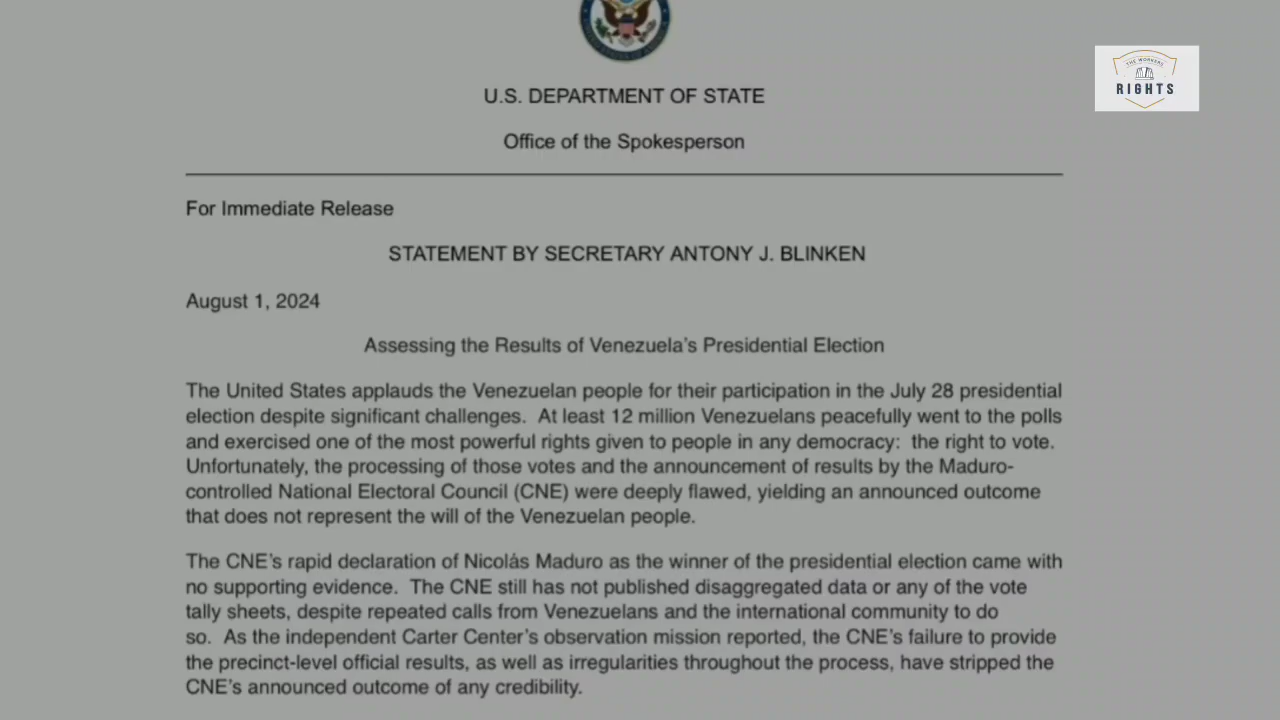 U.S. DEPARTMENT OF STATE
Office of the Spokesperson
For Immediate Release
STATEMENT BY SECRETARY ANTONY J. BLINKEN
August 1, 2024
Assessing the Results of Venezuela’s Presidential Election
The United States applauds the Venezuelan people for their participation in the July 28 presidential
election despite significant challenges.  At least 12 million Venezuelans peacefully went to the polls
and exercised one of the most powerful rights given to people in any democracy:  the right to vote.
Unfortunately, the processing of those votes and the announcement of results by the Maduro-
controlled National Electoral Council (CNE) were deeply flawed, yielding an announced outcome
that does not represent the will of the Venezuelan people.
The CNE’s rapid declaration of Nicolás Maduro as the winner of the presidential election came with
no supporting evidence.  The CNE still has not published disaggregated data or any of the vote
tally sheets, despite repeated calls from Venezuelans and the international community to do
so.  As the independent Carter Center’s observation mission reported, the CNE’s failure to provide
the precinct-level official results, as well as irregularities throughout the process, have stripped the
CNE’s announced outcome of any credibility.
THE WORKERS
RIGHTS